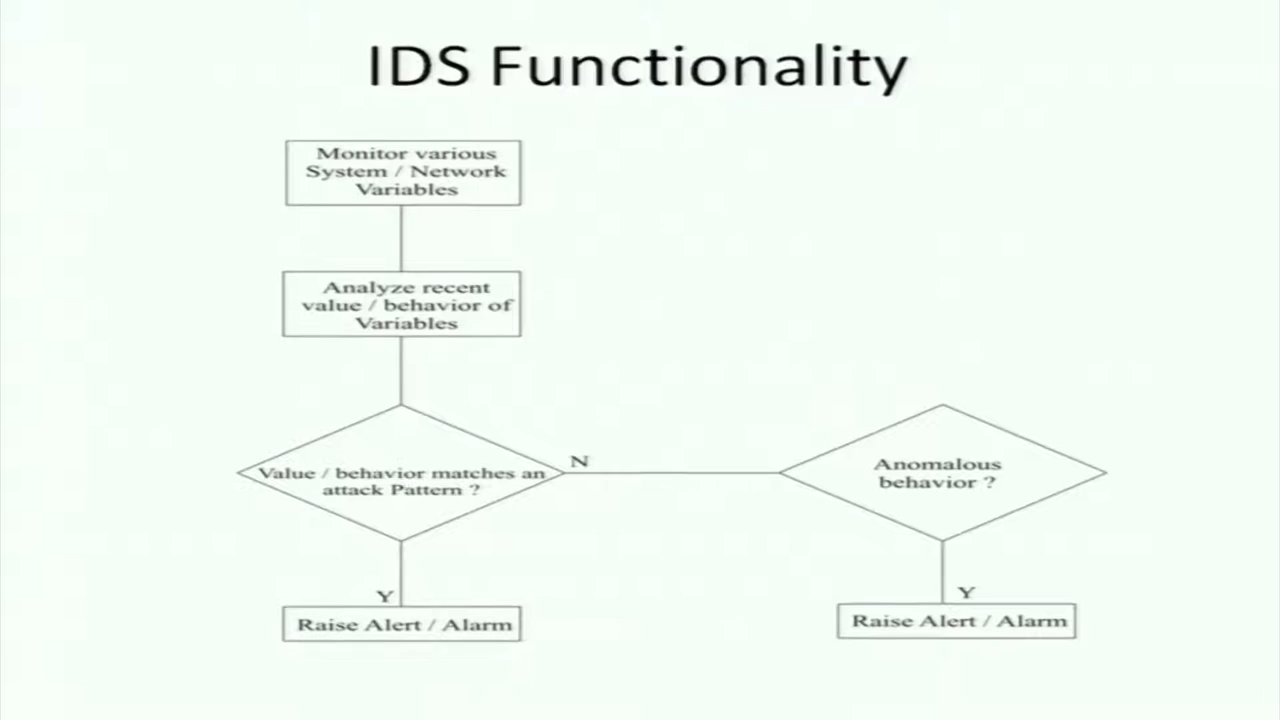 IDS Functionality
Monitor various
System / Network
Variables
Analyze recent
value / behavior of
Variables
Value / behavior matches an
attack Pattern ?
N
Anomalous
behavior ?
Y
Raise Alert / Alarm
Y
Raise Alert / Alarm